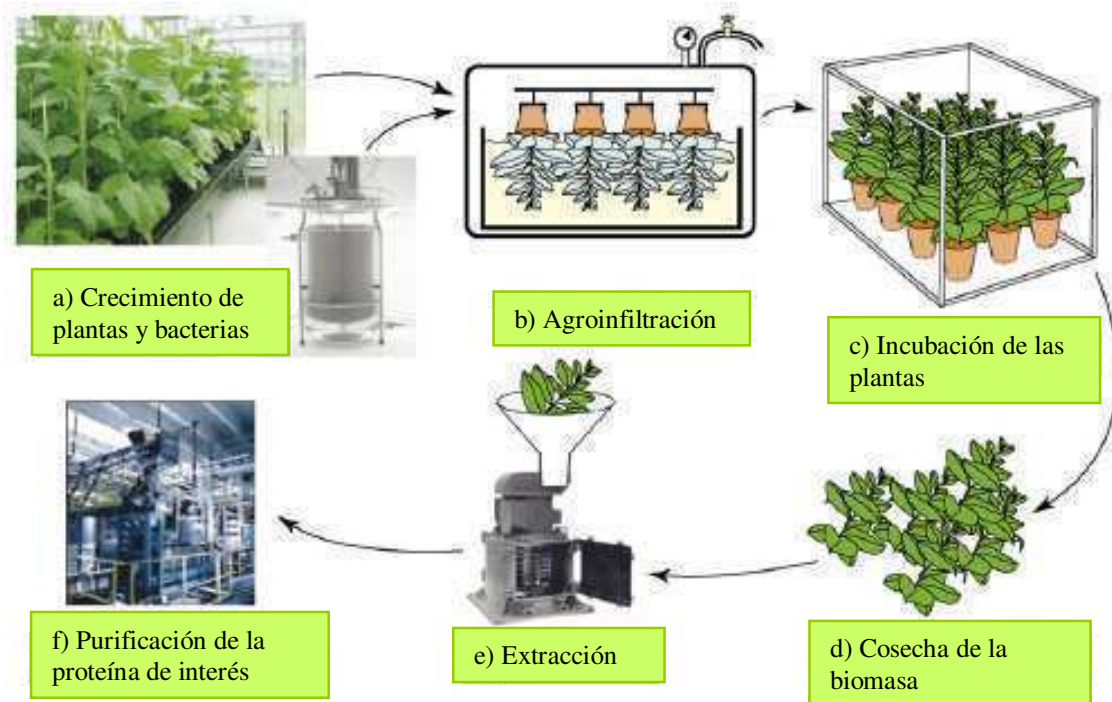 a) Crecimiento de
plantas y bacterias
b) Agroinfiltración
c) Incubación de las
plantas
d) Cosecha de la
biomasa
e) Extracción
f) Purificación de la
proteína de interés